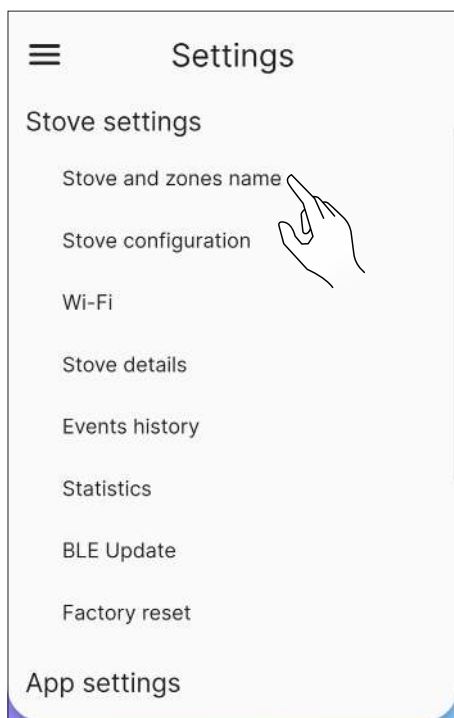 Settings
Stove settings
Stove and zones name
Stove configuration
Wi-Fi
Stove details
Events history
Statistics
BLE Update
Factory reset
App settings